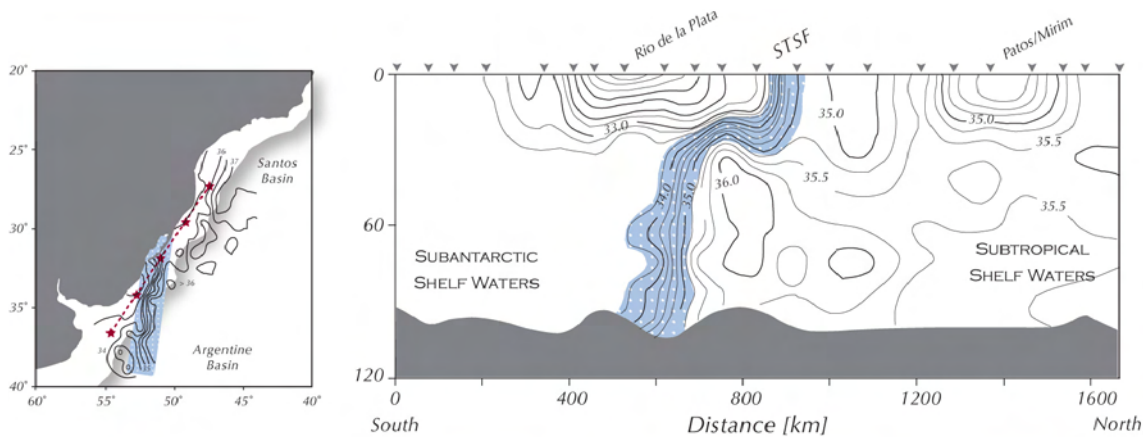 20°
25°
30°
35°
40°
60°
55°
50°
45°
40°
36
37
Santos
Basin
> 36
34
35
Argentine
Basin
Rio de la Plata
STSF
Patos/Mirim
0
60
120
33.0
34.0
35.0
36.0
35.0
35.5
35.0
35.5
35.5
Subantarctic
Shelf Waters
Subtropical
Shelf Waters
0
400
800
1200
1600
South
Distance [km]
North